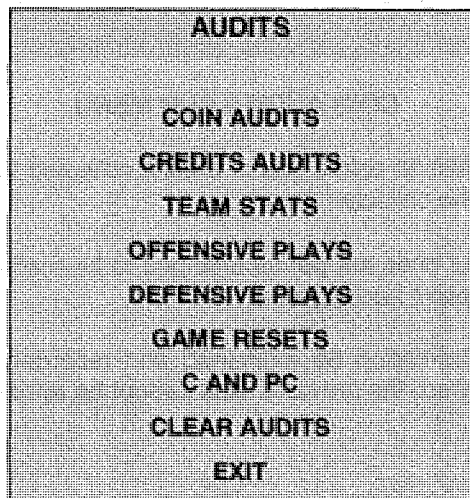 AUDITS
COIN AUDITS
CREDITS AUDITS
TEAM STATS
OFFENSIVE PLAYS
DEFENSIVE PLAYS
GAME RESETS
C AND PC
CLEAR AUDITS
EXIT